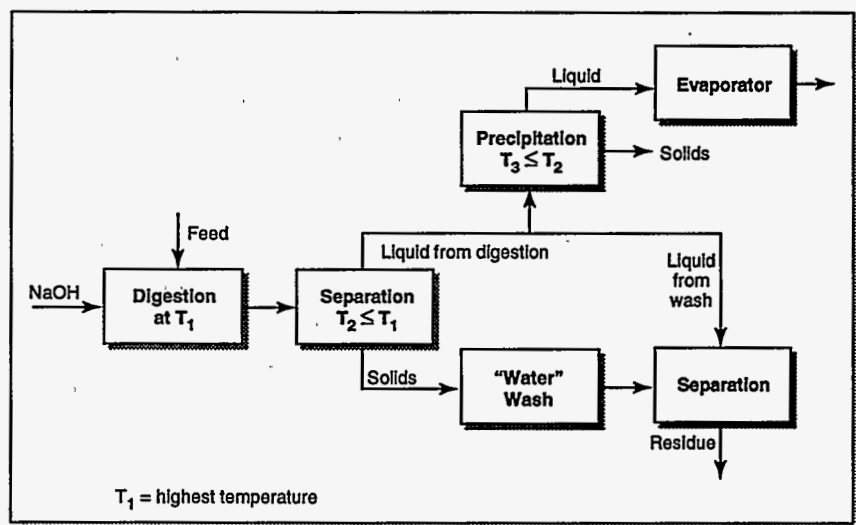 Liquid
Evaporator
Precipitation
T3 ≤ T2
Solids
Feed
Liquid from digestion
Liquid
from
wash
NaOH
Digestion
at T1
Separation
T2 ≤ T1
Solids
"Water"
Wash
Separation
Residue
T1 = highest temperature